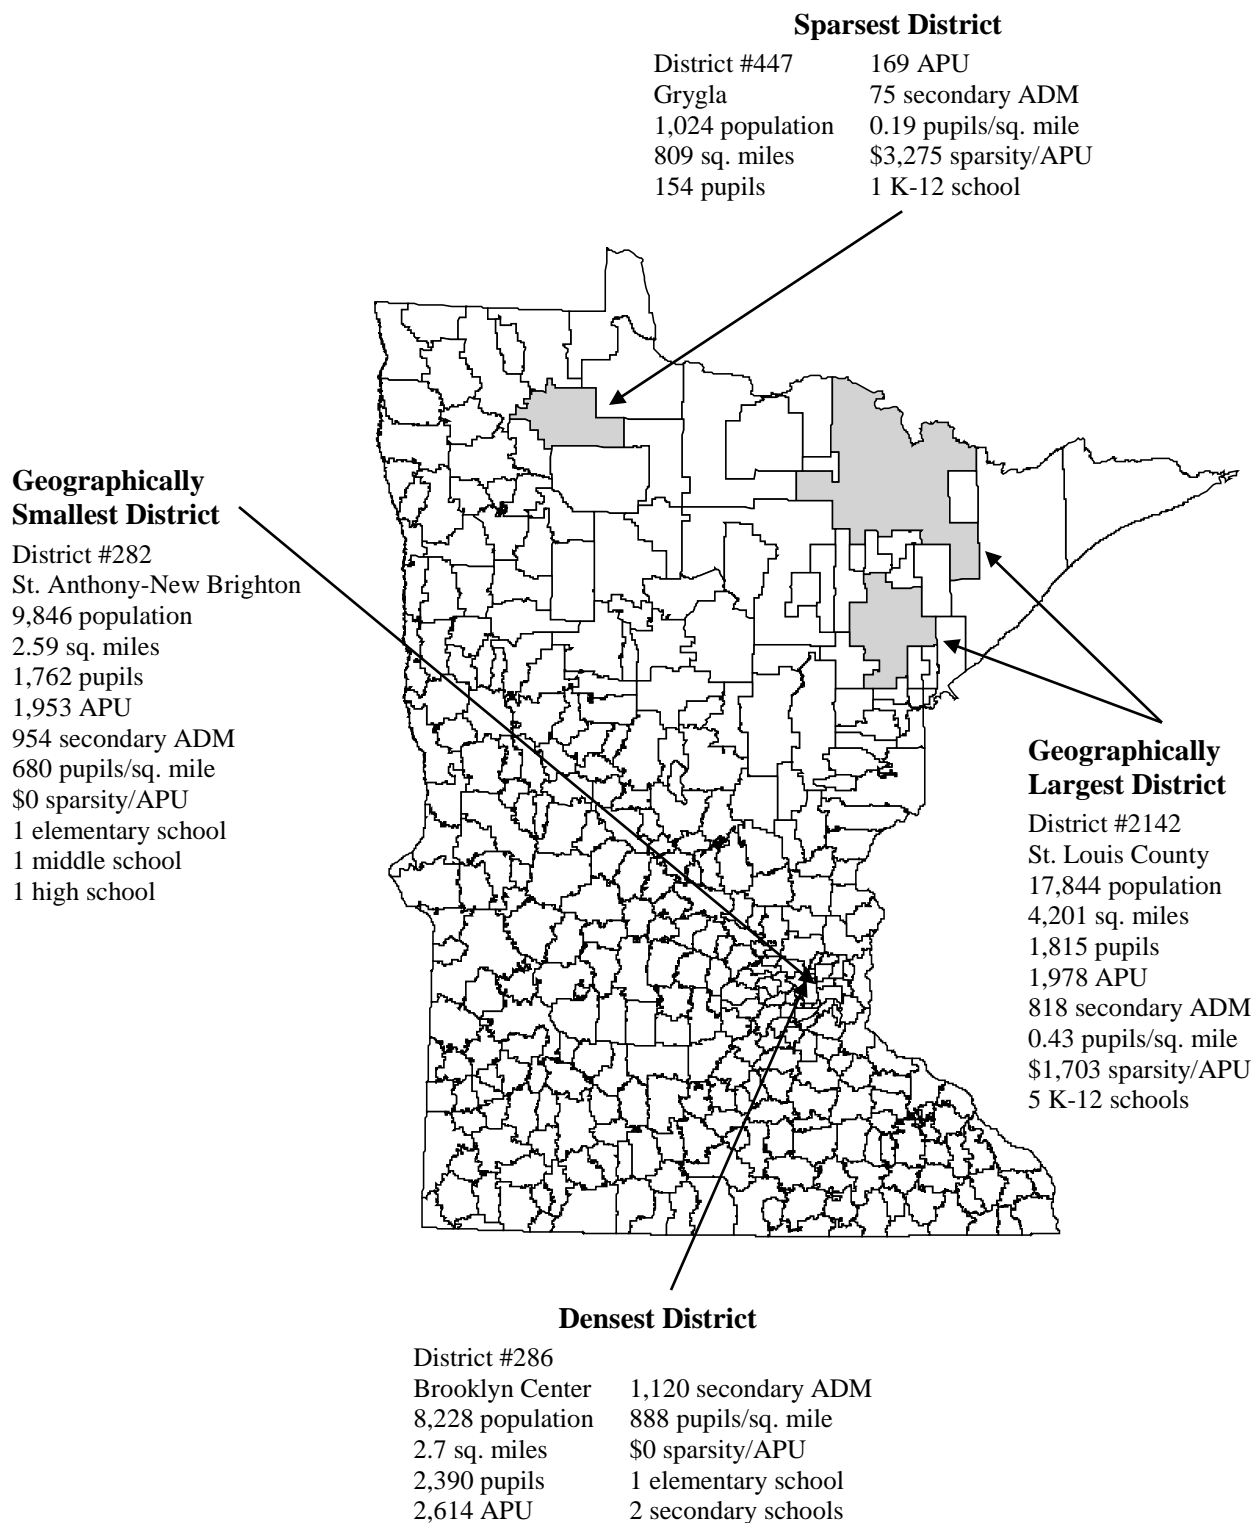 Sparsest District
District #447
Grygla
1,024 population
809 sq. miles
154 pupils
169 APU
75 secondary ADM
0.19 pupils/sq. mile
$3,275 sparsity/APU
1 K-12 school
Geographically
Smallest District
District #282
St. Anthony-New Brighton
9,846 population
2.59 sq. miles
1,762 pupils
1,953 APU
954 secondary ADM
680 pupils/sq. mile
$0 sparsity/APU
1 elementary school
1 middle school
1 high school
Geographically
Largest District
District #2142
St. Louis County
17,844 population
4,201 sq. miles
1,815 pupils
1,978 APU
818 secondary ADM
0.43 pupils/sq. mile
$1,703 sparsity/APU
5 K-12 schools
Densest District
District #286
Brooklyn Center
8,228 population
2.7 sq. miles
2,390 pupils
2,614 APU
1,120 secondary ADM
888 pupils/sq. mile
$0 sparsity/APU
1 elementary school
2 secondary schools